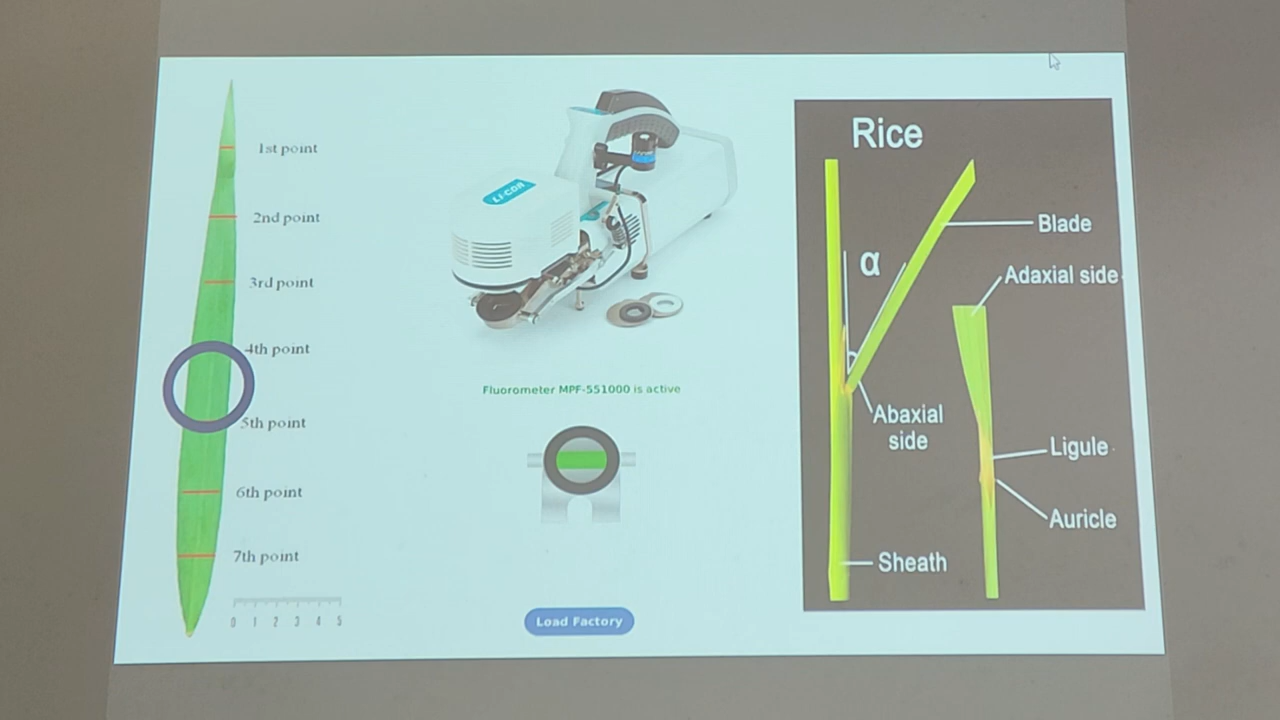 1st point
2nd point
3rd point
4th point
5th point
6th point
7th point
0 1 2 3 4 5
LI-COR
Fluorometer MPF-551000 is active
Load Factory
Rice
α
Blade
Adaxial side
Abaxial
side
Ligule
Auricle
Sheath